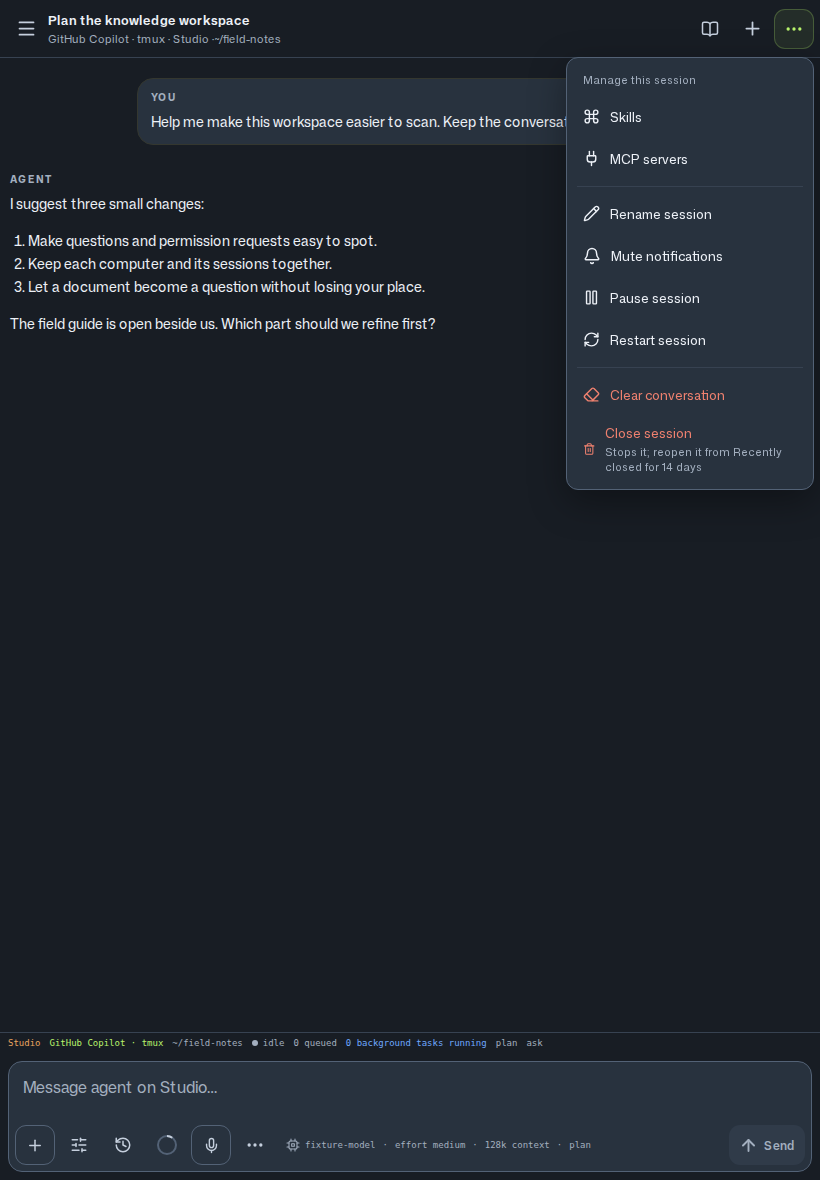 Plan the knowledge workspace
GitHub Copilot · tmux · Studio ·~/field-notes
Manage this session
Skills
MCP servers
Rename session
Mute notifications
Pause session
Restart session
Clear conversation
Close session
Stops it; reopen it from Recently
closed for 14 days
YOU
Help me make this workspace easier to scan. Keep the
AGENT
I suggest three small changes:
1. Make questions and permission requests easy to spot.
2. Keep each computer and its sessions together.
3. Let a document become a question without losing your place.
The field guide is open beside us. Which part should we refine first?
Studio GitHub Copilot · tmux ~/field-notes idle 0 queued 0 background tasks running plan ask
Message agent on Studio...
fixture-model · effort medium · 128k context · plan
Send